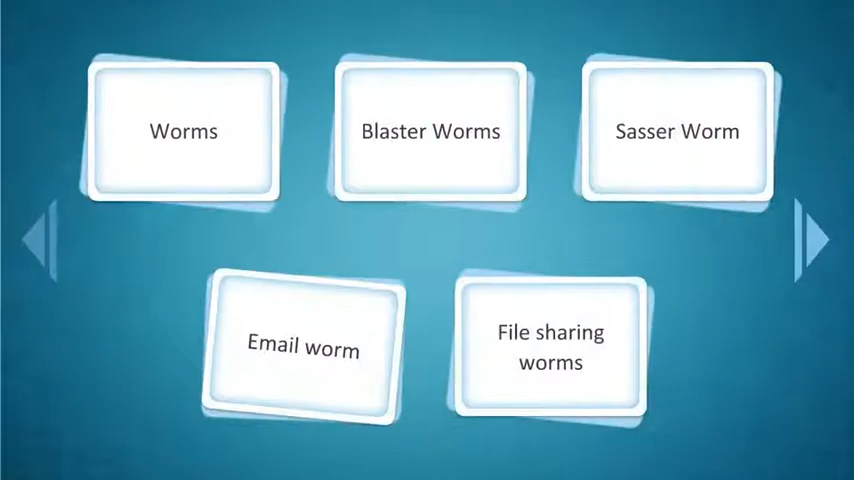 Worms
Blaster Worms
Sasser Worm
Email worm
File sharing
worms